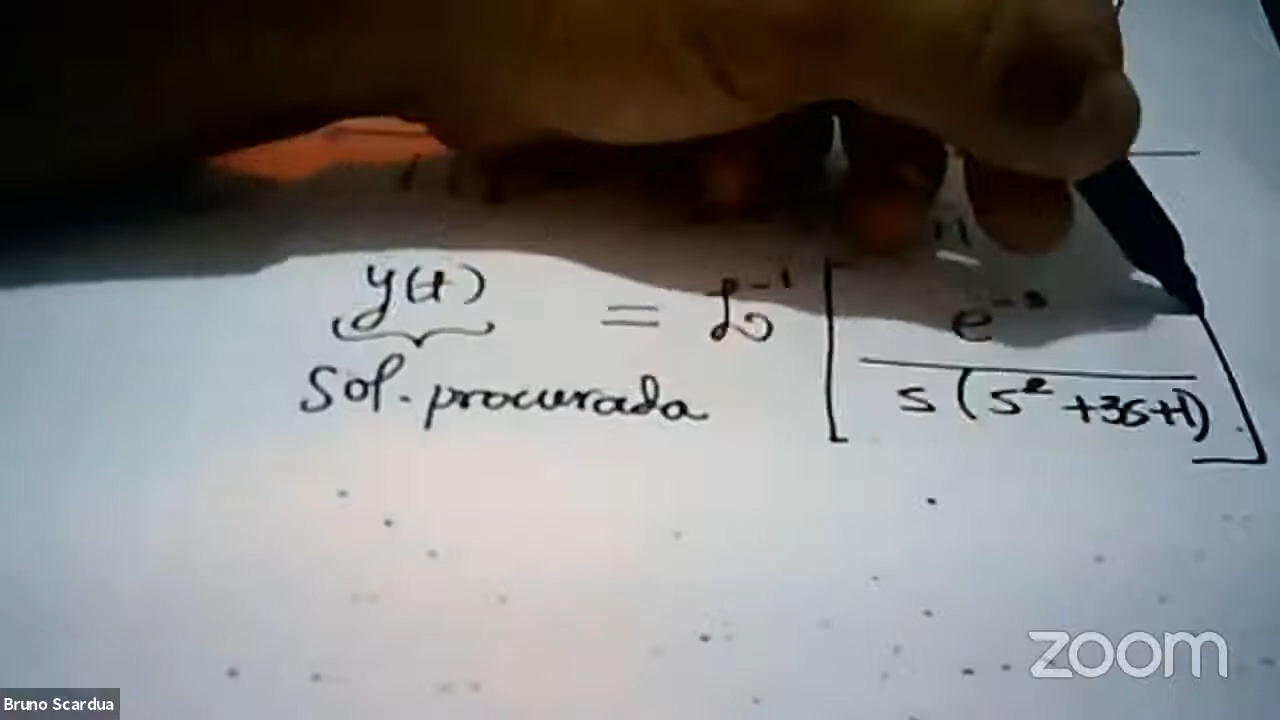 y(t) = ℒ⁻¹ [ e⁻ˢ / s(s² + 3s + 1) ]
sol. procurada
zoom
Bruno Scardua